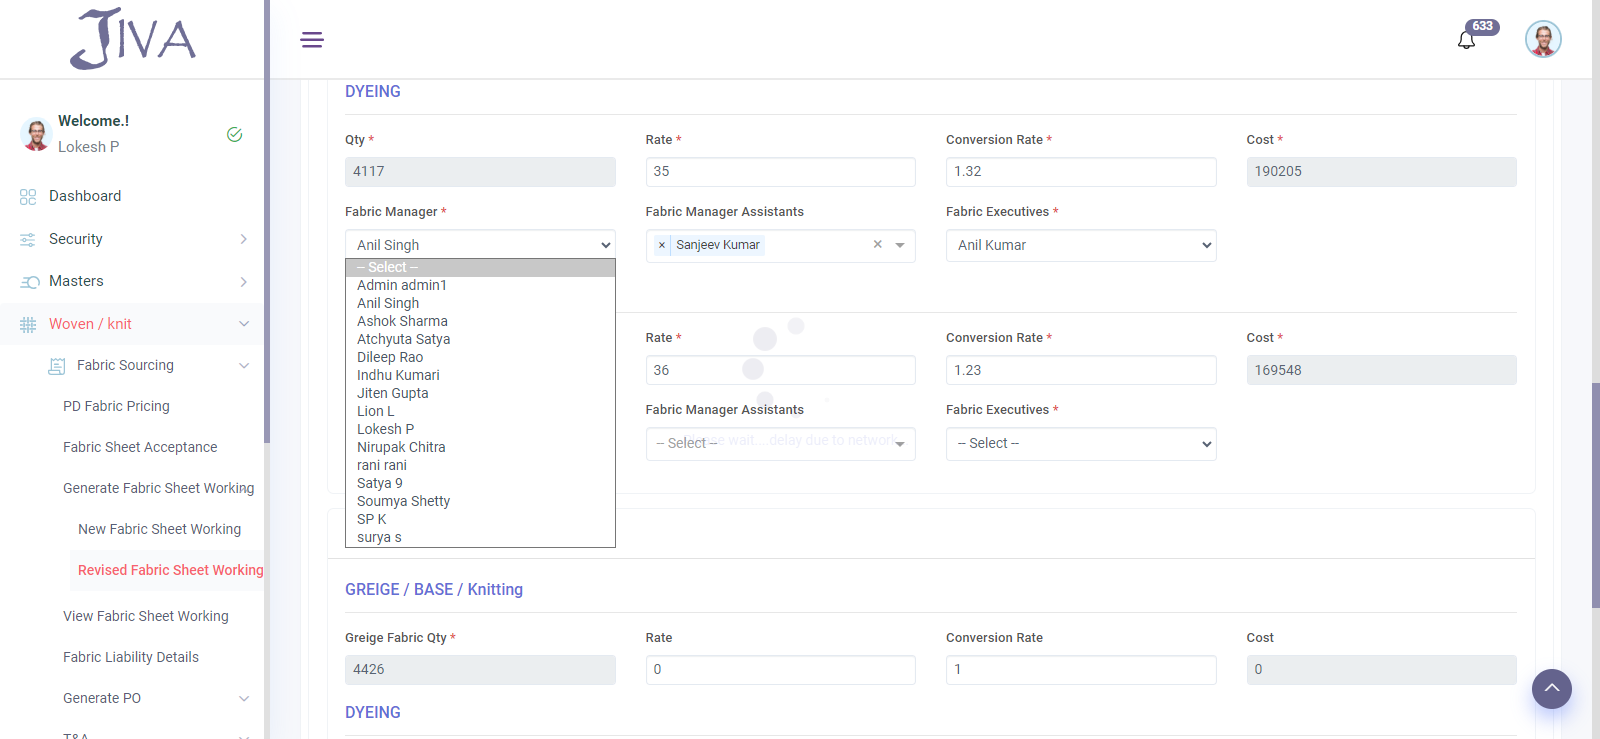 JIVA
633
Welcome.!
Lokesh P
Dashboard
Security
Masters
Woven / knit
Fabric Sourcing
PD Fabric Pricing
Fabric Sheet Acceptance
Generate Fabric Sheet Working
New Fabric Sheet Working
Revised Fabric Sheet Working
View Fabric Sheet Working
Fabric Liability Details
Generate PO
T&A
DYEING
Qty * Rate * Conversion Rate * Cost *
4117 35 1.32 190205
Fabric Manager * Fabric Manager Assistants Fabric Executives *
Anil Singh × Sanjeev Kumar × Anil Kumar
-- Select --
Admin admin1
Anil Singh
Ashok Sharma
Atchyuta Satya
Dileep Rao
Indhu Kumari
Jiten Gupta
Lion L
Lokesh P
Nirupak Chitra
rani rani
Satya 9
Soumya Shetty
SP K
surya s
Rate * Conversion Rate * Cost *
36 1.23 169548
Fabric Manager Assistants Fabric Executives *
-- Select -- -- Select --
wait....delay due to network
GREIGE / BASE / Knitting
Greige Fabric Qty * Rate Conversion Rate Cost
4426 0 1 0
DYEING